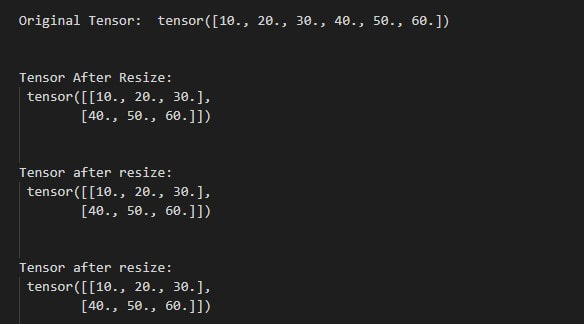 Original Tensor:  tensor([10., 20., 30., 40., 50., 60.])
Tensor After Resize:
 tensor([[10., 20., 30.],
        [40., 50., 60.]])
Tensor after resize:
 tensor([[10., 20., 30.],
        [40., 50., 60.]])
Tensor after resize:
 tensor([[10., 20., 30.],
        [40., 50., 60.]])